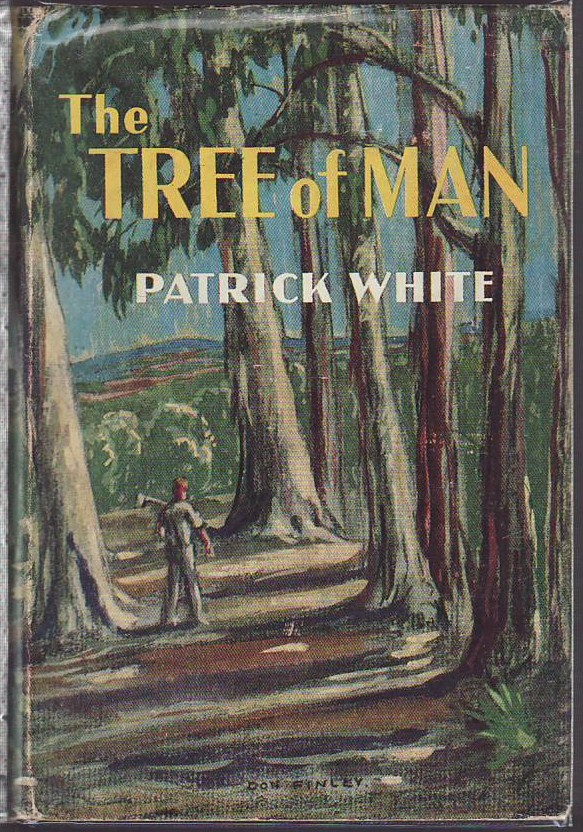 The
TREE of MAN
PATRICK WHITE
DON FINLEY